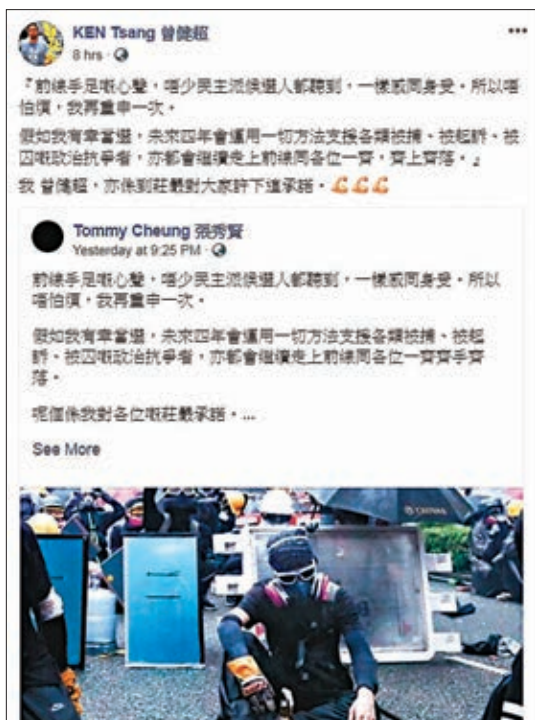 KEN Tsang 曾健超
8 hrs ·
『前線手足嘅心聲，唔少民主派候選人都聽到，一樣感同身受。所以唔
怕煩，我再重申一次。
假如我有幸當選，未來四年會運用一切方法支援各類被捕、被起訴、被
囚嘅政治抗爭者，亦都會繼續走上前線同各位一齊，齊上齊落。』
我 曾健超，亦係到莊嚴對大家許下這承諾。
Tommy Cheung 張秀賢
Yesterday at 9:25 PM ·
前線手足嘅心聲，唔少民主派候選人都聽到，一樣感同身受。所以
唔怕煩，我再重申一次。
假如我有幸當選，未來四年會運用一切方法支援各類被捕、被起
訴、被囚嘅政治抗爭者，亦都會繼續走上前線同各位一齊齊手齊
落。
呢個係我對各位嘅莊嚴承諾。...
See More